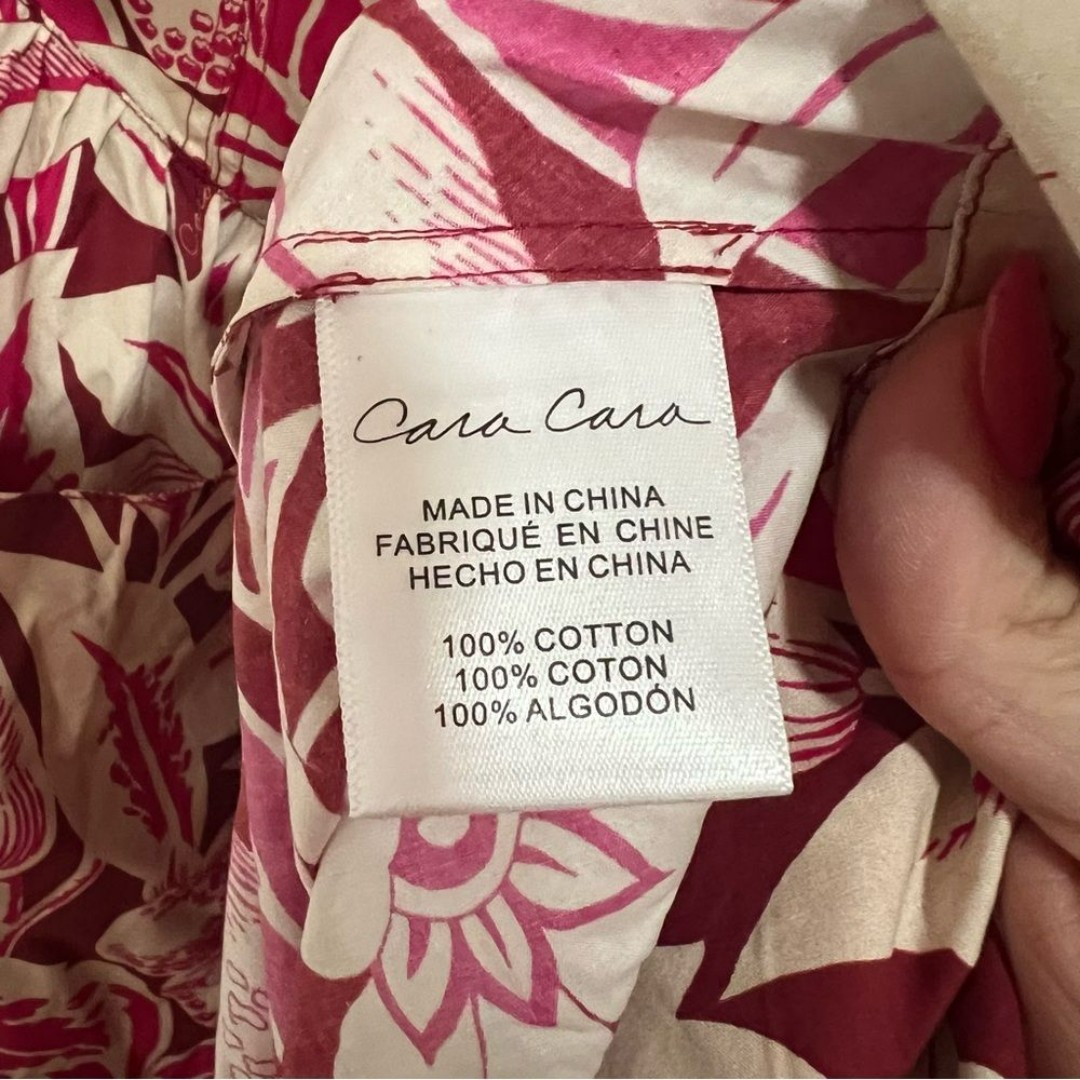 Cara Cara
MADE IN CHINA
FABRIQUÉ EN CHINE
HECHO EN CHINA
100% COTTON
100% COTON
100% ALGODÓN